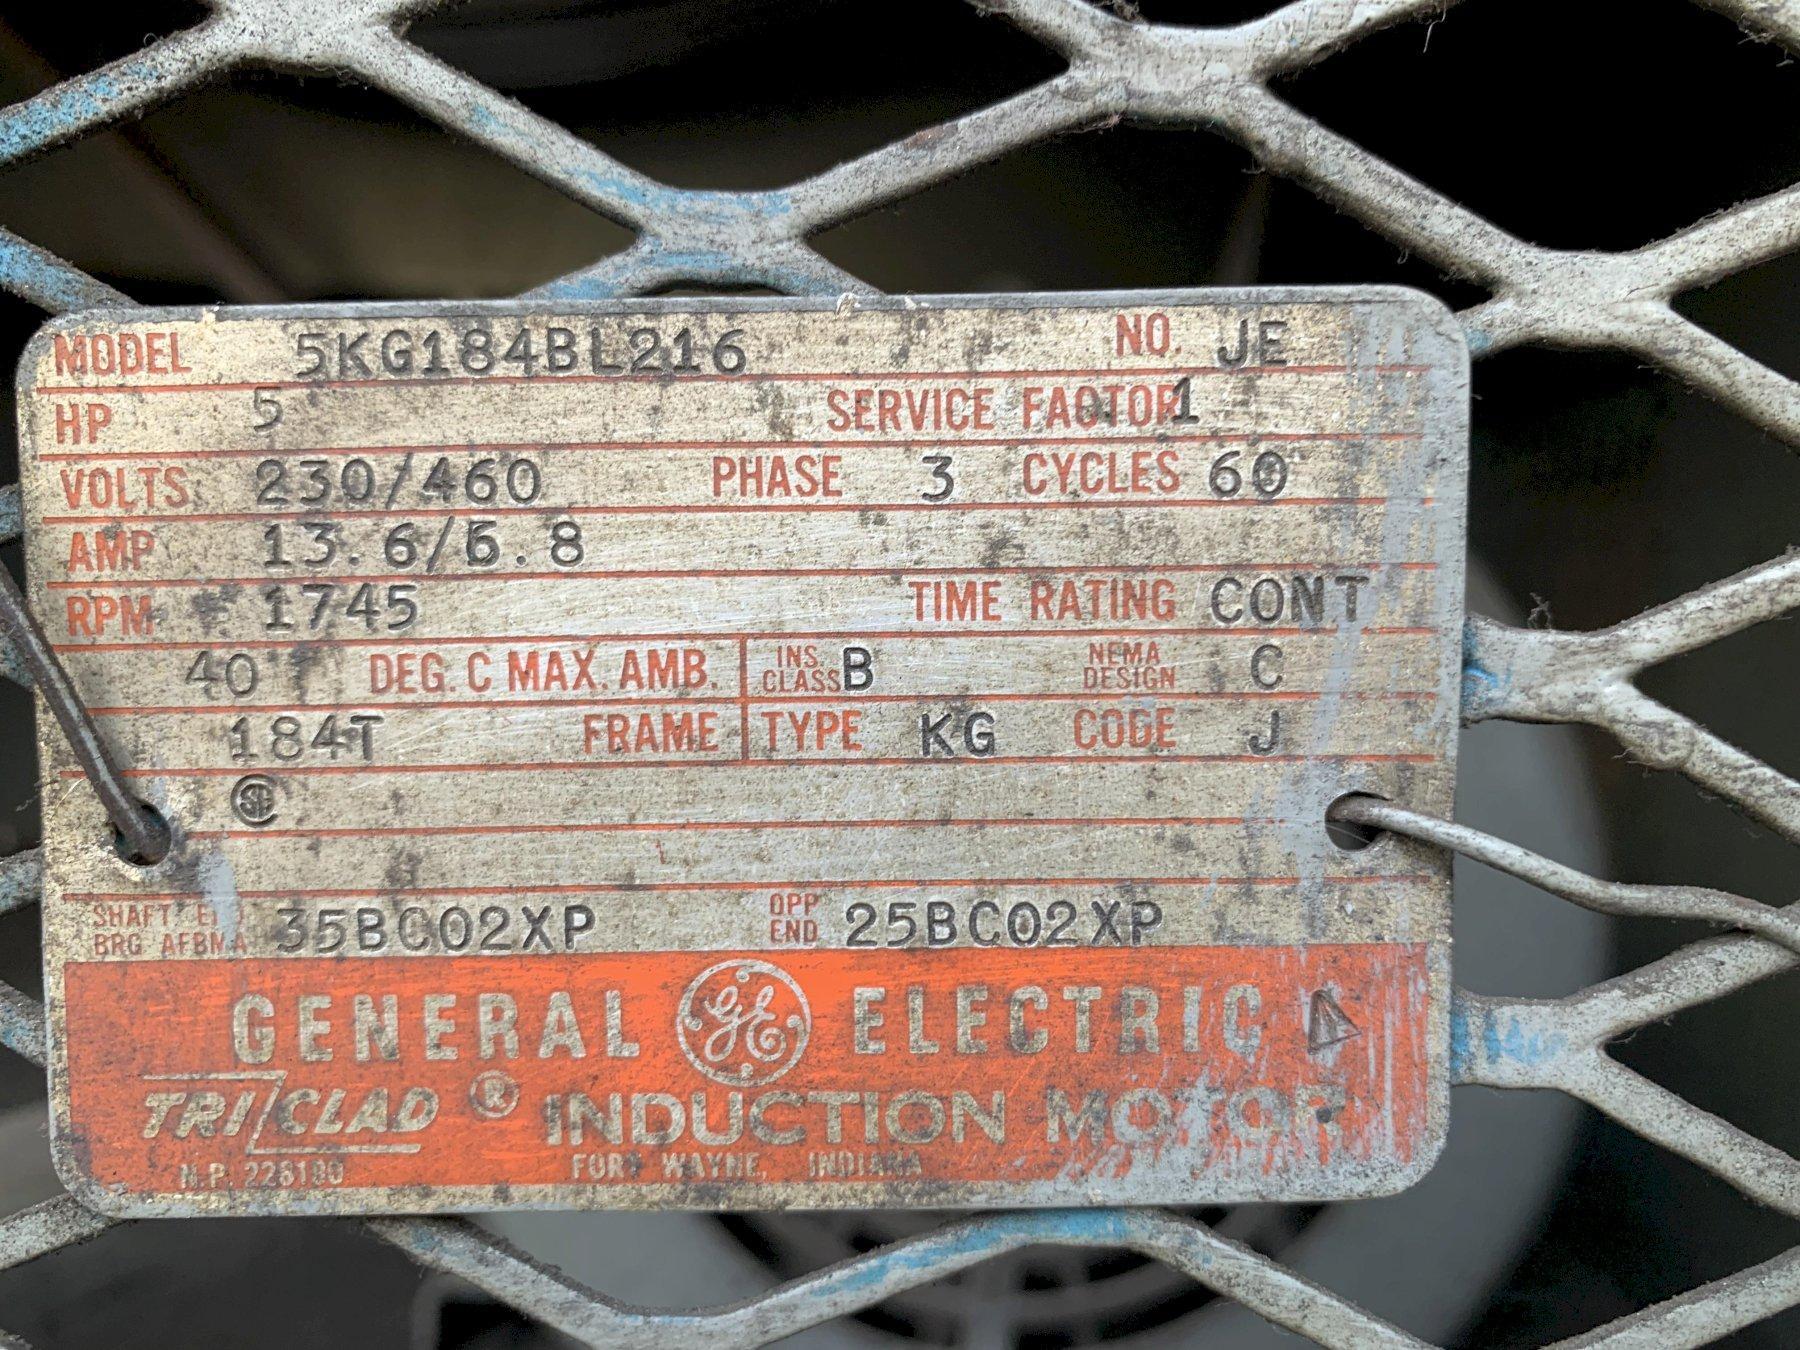 MODEL 5KG184BL216 NO. JE
HP 5 SERVICE FACTOR 1
VOLTS 230/460 PHASE 3 CYCLES 60
AMP 13.6/6.8
RPM 1745 TIME RATING CONT
40 DEG. C MAX. AMB. INS. CLASS B NEMA DESIGN C
184T FRAME TYPE KG CODE J
SHAFT END BRG AFBMA 35BC02XP OPP END 25BC02XP
GENERAL GE ELECTRIC
TRI/CLAD ® INDUCTION MOTOR
N.P. 228190 FORT WAYNE, INDIANA